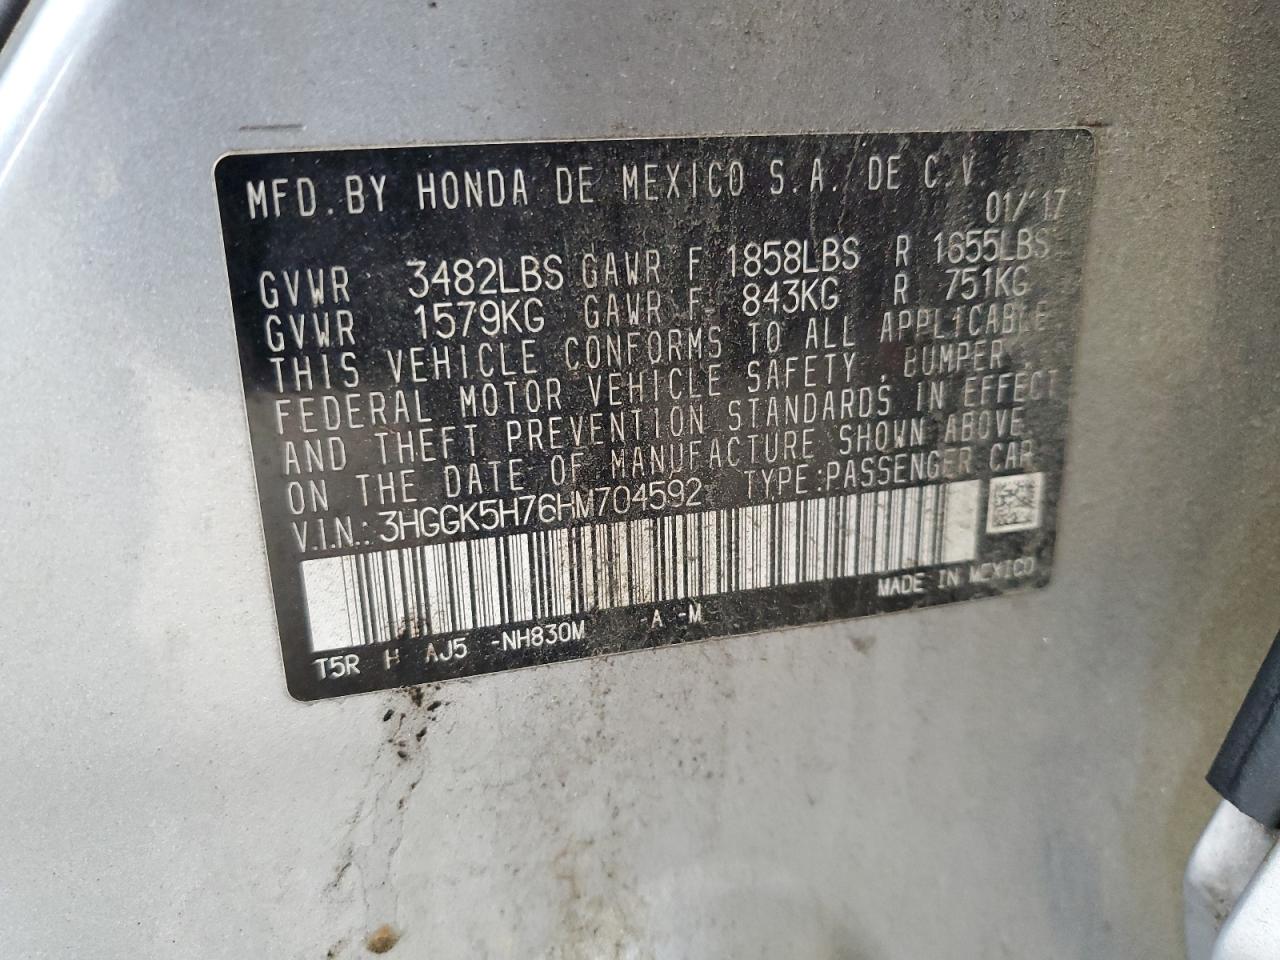 MFD.BY HONDA DE MEXICO S.A. DE C.V
01/'17
GVWR 3482LBS GAWR F 1858LBS R 1655LBS
GVWR 1579KG GAWR F 843KG R 751KG
THIS VEHICLE CONFORMS TO ALL APPLICABLE
FEDERAL MOTOR VEHICLE SAFETY, BUMPER,
AND THEFT PREVENTION STANDARDS IN EFFECT
ON THE DATE OF MANUFACTURE SHOWN ABOVE
V.I.N.: 3HGGK5H76HM704592 TYPE:PASSENGER CAR
MADE IN MEXICO
T5R H AJ5 -NH830M -A -M